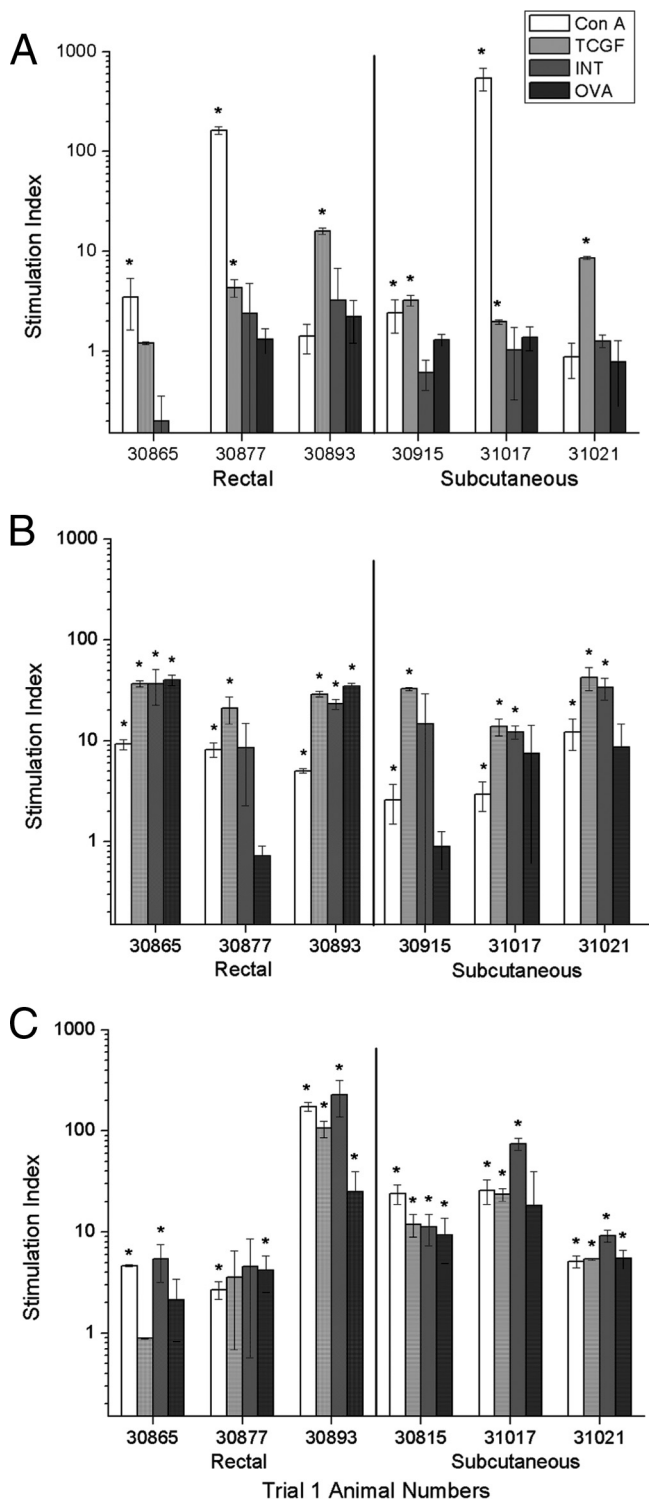 A
Con A
TCGF
INT
OVA
1000
100
10
1
Stimulation Index
* * * * * * * * *
30865 30877 30893 30915 31017 31021
Rectal Subcutaneous
B
1000
100
10
1
Stimulation Index
* * * * * * * * * * * * * * * * * *
30865 30877 30893 30915 31017 31021
Rectal Subcutaneous
C
1000
100
10
1
Stimulation Index
* * * * * * * * * * * * * * * * * * *
30865 30877 30893 30815 31017 31021
Rectal Subcutaneous
Trial 1 Animal Numbers